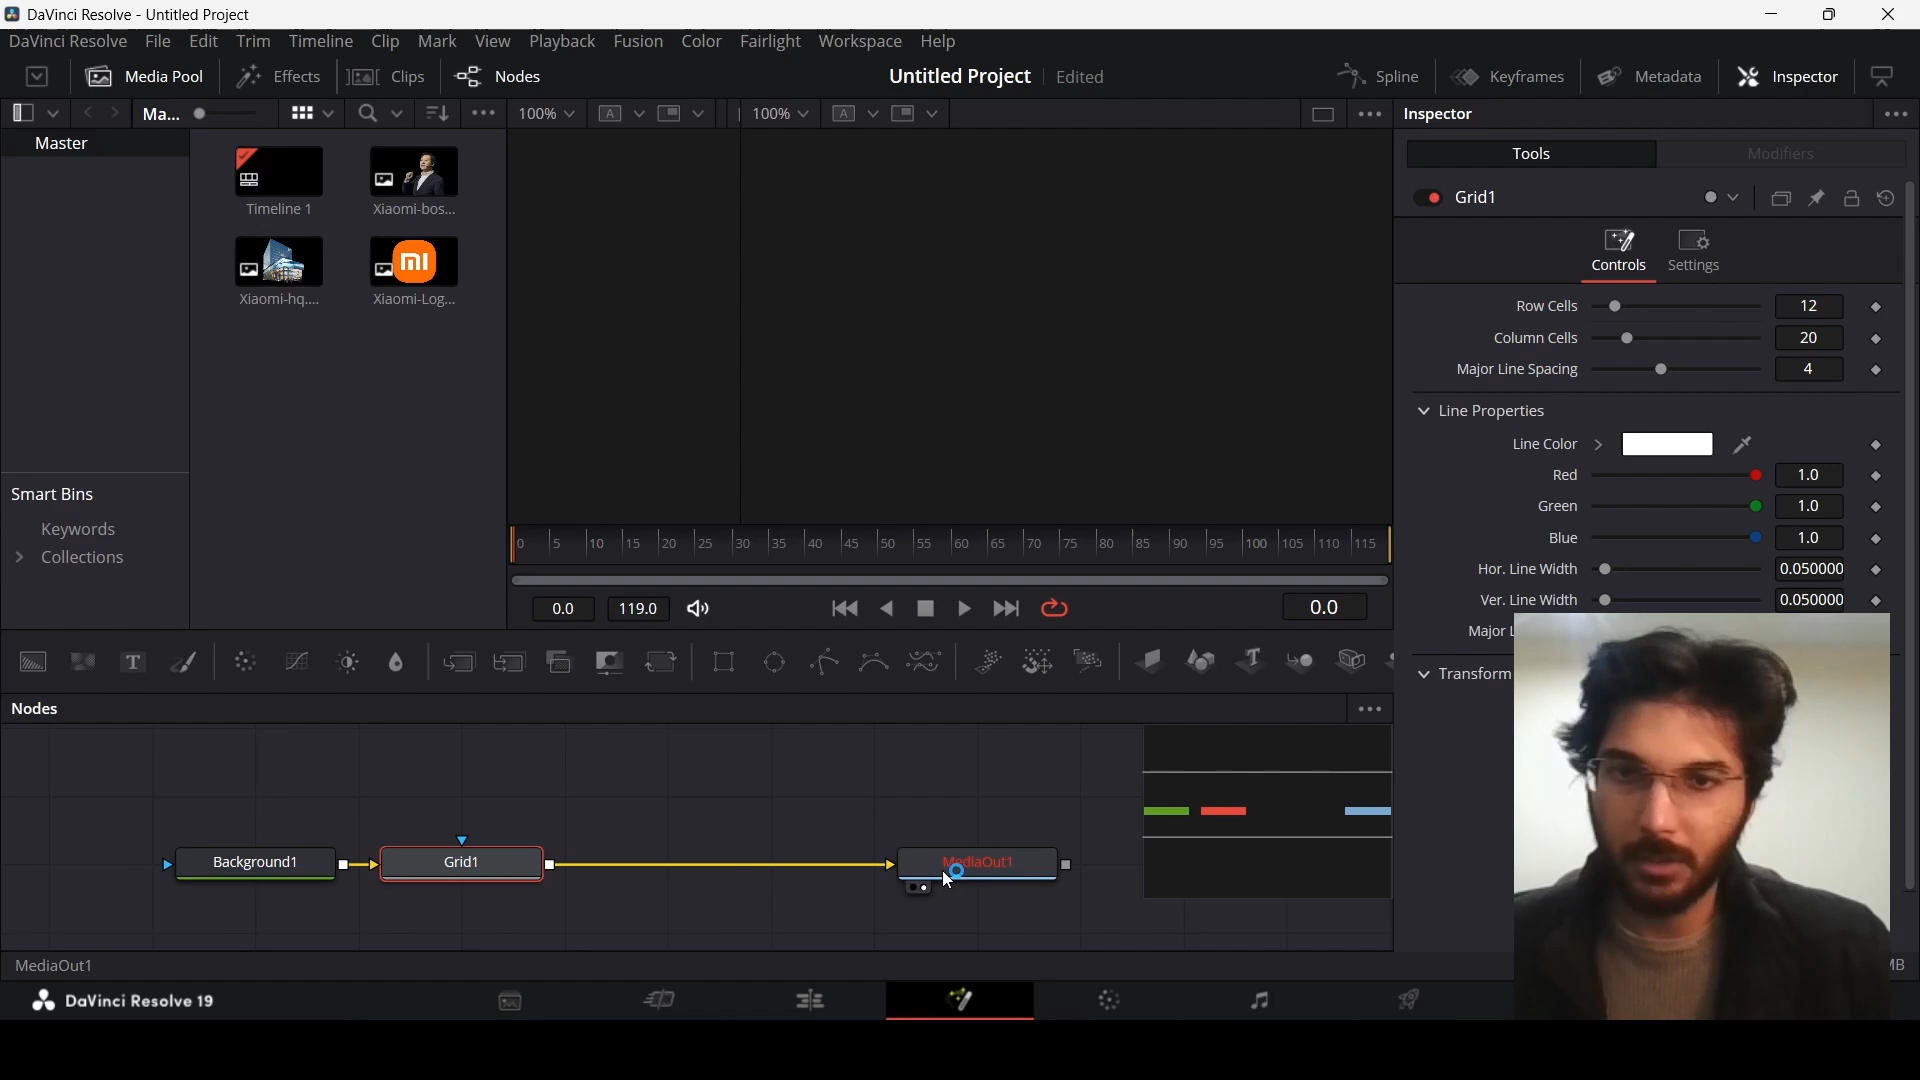 DaVinci Resolve - Untitled Project
DaVinci Resolve File Edit Trim Timeline Clip Mark View Playback Fusion Color Fairlight Workspace Help
Media Pool Effects Clips Nodes Untitled Project Edited Spline Keyframes Metadata Inspector
Ma... 100% A 100% A Inspector
Master
Tools Modifiers
Timeline 1 Xiaomi-bos...
Grid1
Controls Settings
mi
Xiaomi-hq.... Xiaomi-Log...
Row Cells 12
Column Cells 20
Major Line Spacing 4
Line Properties
Line Color
Red 1.0
Green 1.0
Blue 1.0
Hor. Line Width 0.050000
Ver. Line Width 0.050000
Major L
Transform
Smart Bins
Keywords
Collections
0 5 10 15 20 25 30 35 40 45 50 55 60 65 70 75 80 85 90 95 100 105 110 115
0.0 119.0 0.0
T T
Nodes
Background1 Grid1 MediaOut1
MediaOut1 MB
DaVinci Resolve 19